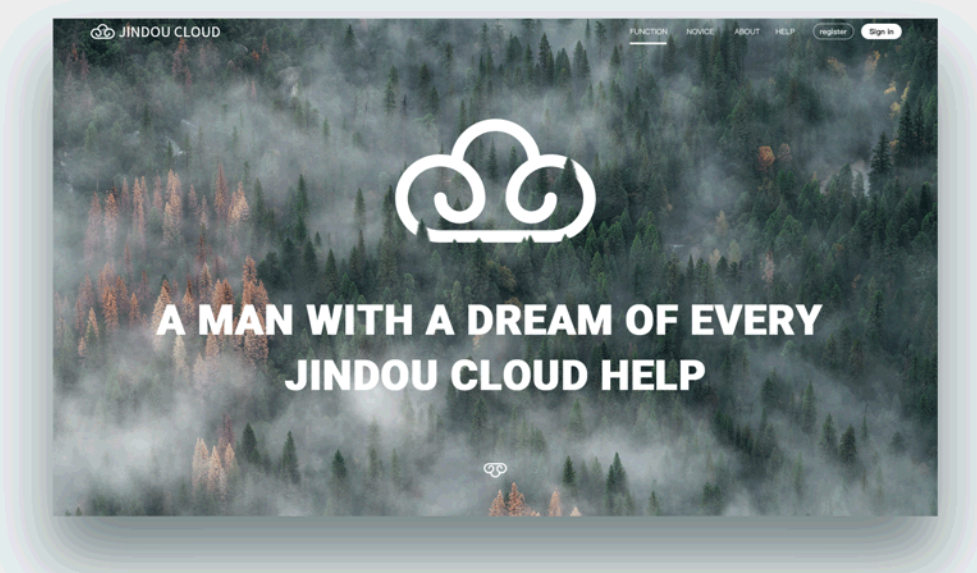 JINDOU CLOUD
FUNCTION NOVICE ABOUT HELP register Sign in
A MAN WITH A DREAM OF EVERY
JINDOU CLOUD HELP